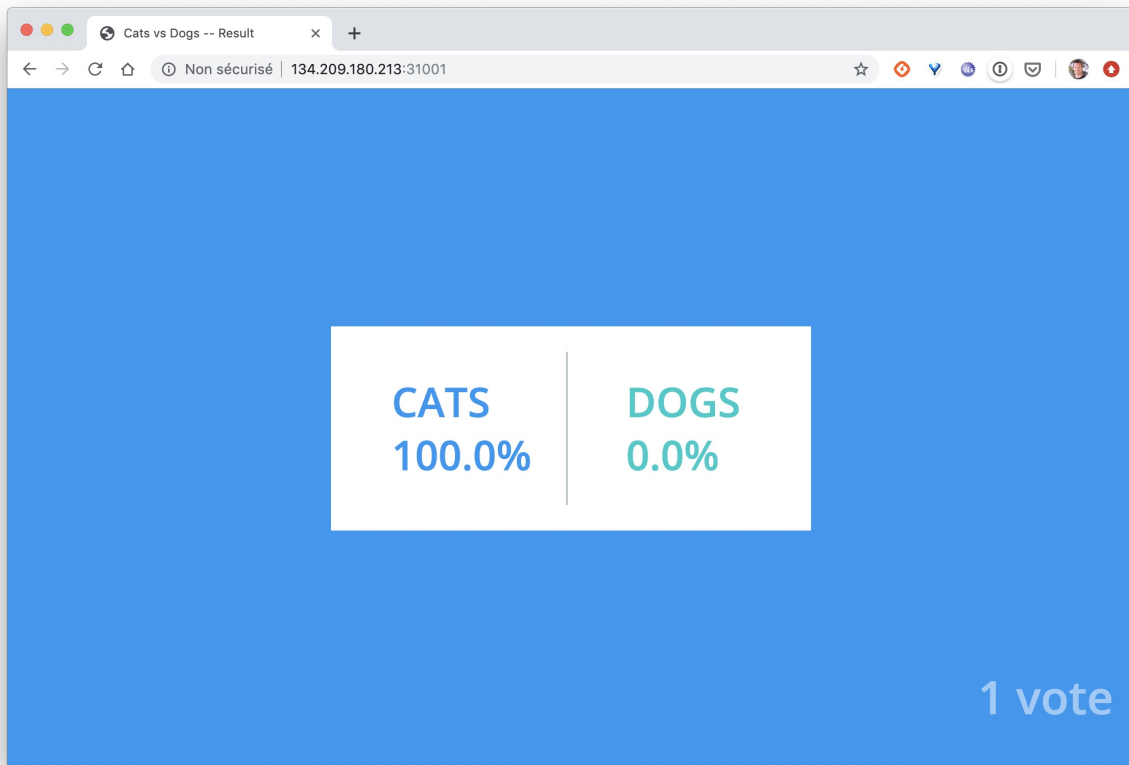 Cats vs Dogs -- Result
Non sécurisé 134.209.180.213:31001
CATS
100.0%
DOGS
0.0%
1 vote